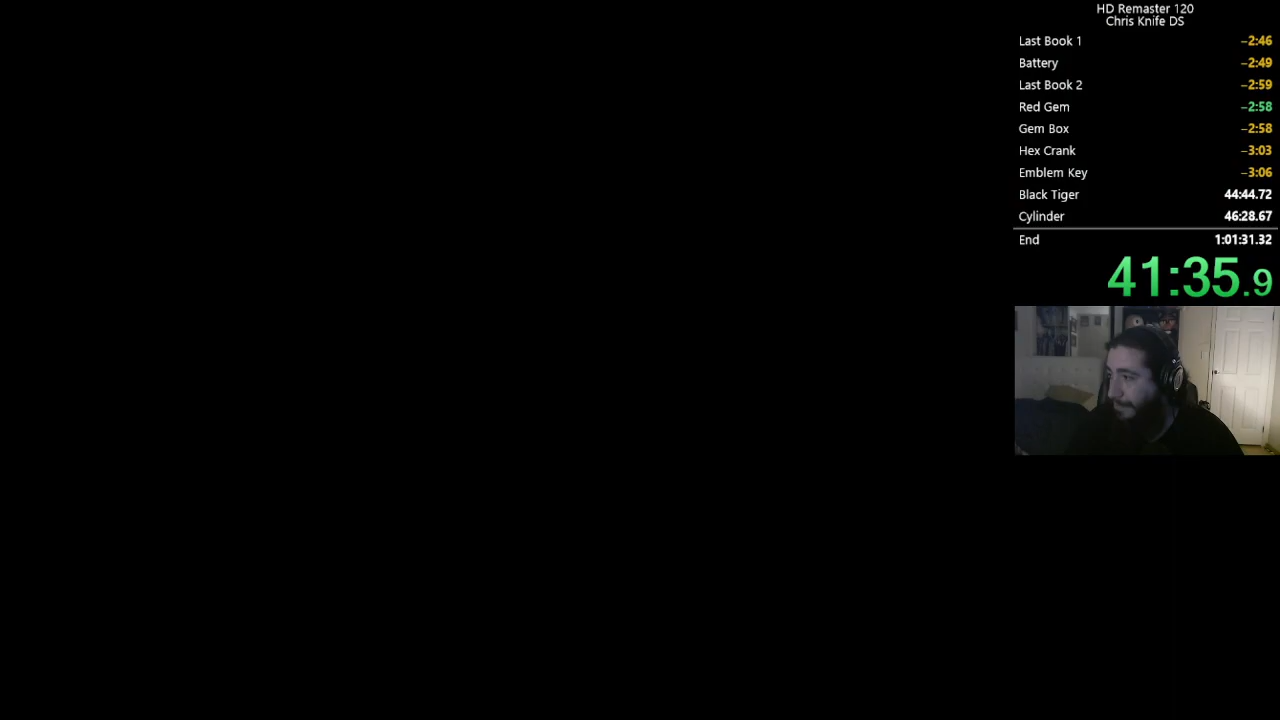 HD Remaster 120
Chris Knife DS
Last Book 1 −2:46
Battery −2:49
Last Book 2 −2:59
Red Gem −2:58
Gem Box −2:58
Hex Crank −3:03
Emblem Key −3:06
Black Tiger 44:44.72
Cylinder 46:28.67
End 1:01:31.32
41:35.9